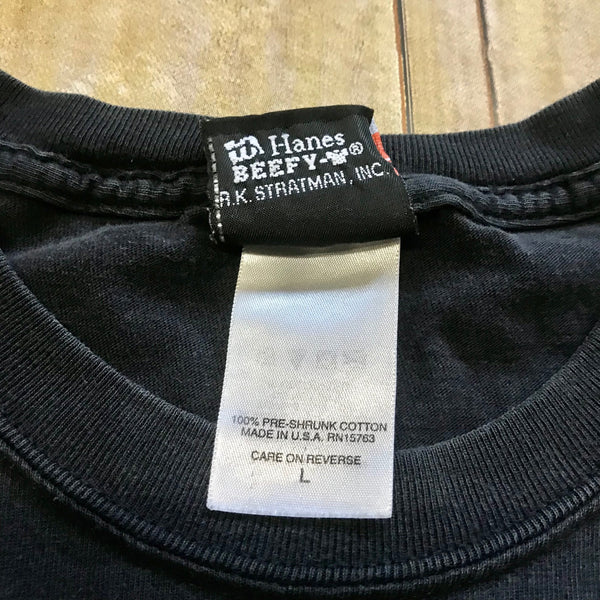 Hanes
BEEFY-®
R.K. STRATMAN, INC.
100% PRE-SHRUNK COTTON
MADE IN U.S.A. RN15763
CARE ON REVERSE
L